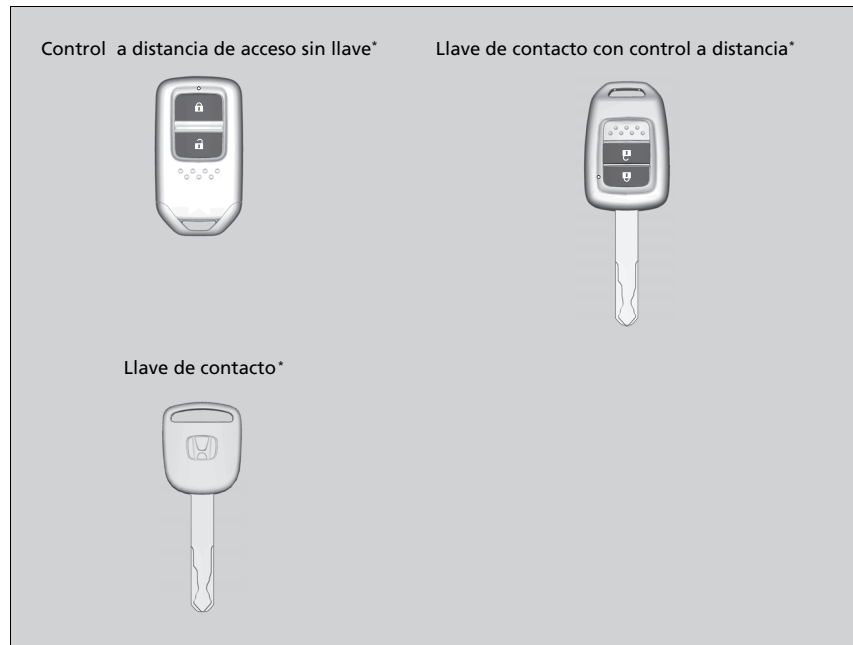 Control a distancia de acceso sin llave*
Llave de contacto con control a distancia*
Llave de contacto*